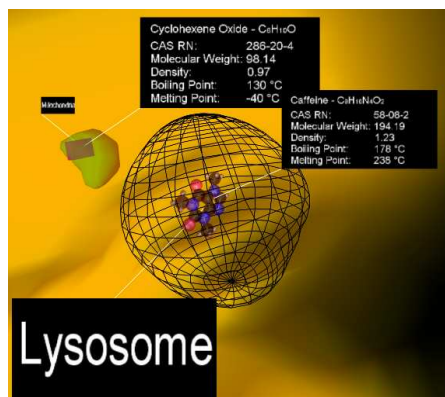 Cyclohexene Oxide - C₆H₁₀O
CAS RN: 286-20-4
Molecular Weight: 98.14
Density: 0.97
Boiling Point: 130 °C
Melting Point: -40 °C
Mitochondria
Caffeine - C₈H₁₀N₄O₂
CAS RN: 58-08-2
Molecular Weight: 194.19
Density: 1.23
Boiling Point: 178 °C
Melting Point: 238 °C
Lysosome